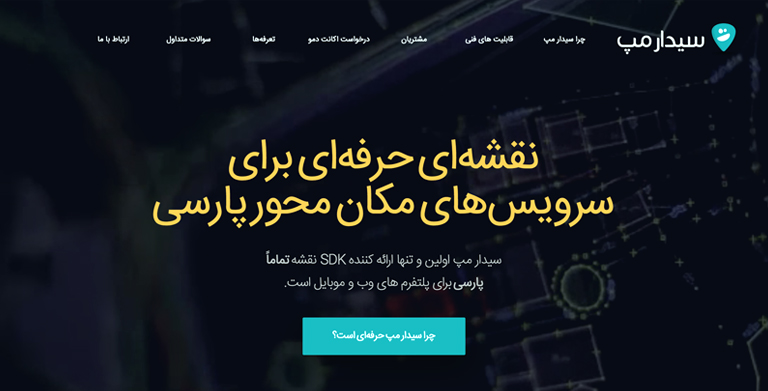 سیدار مپ
چرا سیدار مپ
قابلیت های فنی
مشتریان
درخواست اکانت دمو
تعرفه‌ها
سوالات متداول
ارتباط با ما
نقشه‌ای حرفه‌ای برای
سرویس‌های مکان محور پارسی
سیدار مپ اولین و تنها ارائه کننده SDK نقشه تماماً
پارسی برای پلتفرم های وب و موبایل است.
چرا سیدار مپ حرفه‌ای است؟